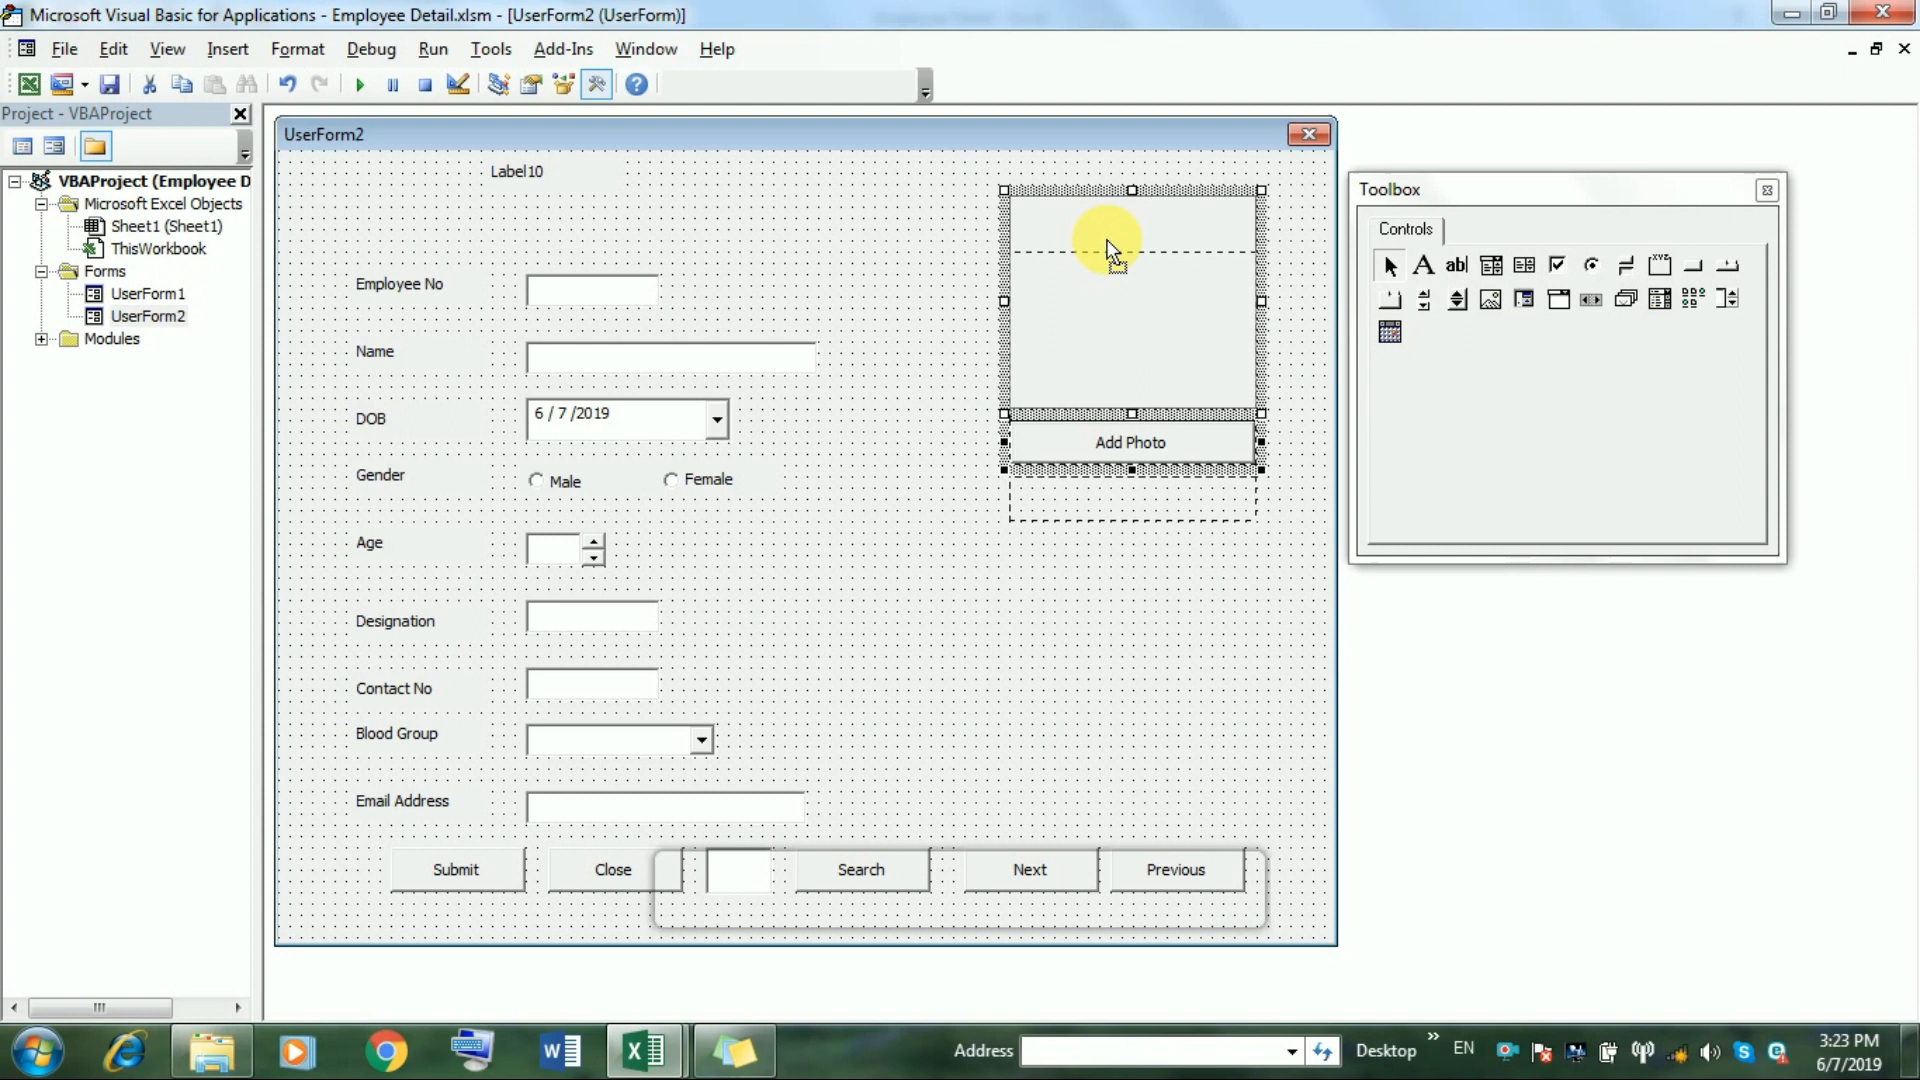 Microsoft Visual Basic for Applications - Employee Detail.xlsm - [UserForm2 (UserForm)]
File Edit View Insert Format Debug Run Tools Add-Ins Window Help
Project - VBAProject
VBAProject (Employee D
Microsoft Excel Objects
Sheet1 (Sheet1)
ThisWorkbook
Forms
UserForm1
UserForm2
Modules
UserForm2
Label10
Employee No
Name
DOB
6 / 7 /2019
Gender
Male
Female
Age
Designation
Contact No
Blood Group
Email Address
Add Photo
Submit
Close
Search
Next
Previous
Toolbox
Controls
A
ab|
XYZ
Address
Desktop
»
EN
3:23 PM
6/7/2019